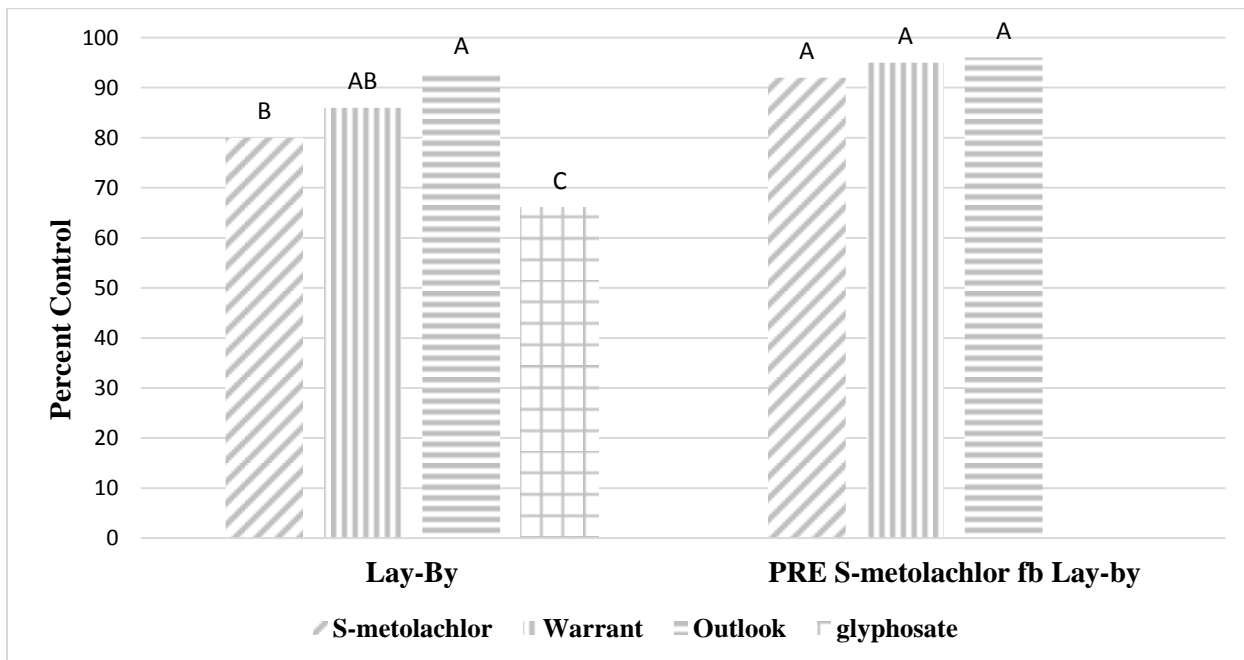 Percent Control
100
90
80
70
60
50
40
30
20
10
0
B
AB
A
C
A
A
A
Lay-By
PRE S-metolachlor fb Lay-by
S-metolachlor
Warrant
Outlook
glyphosate